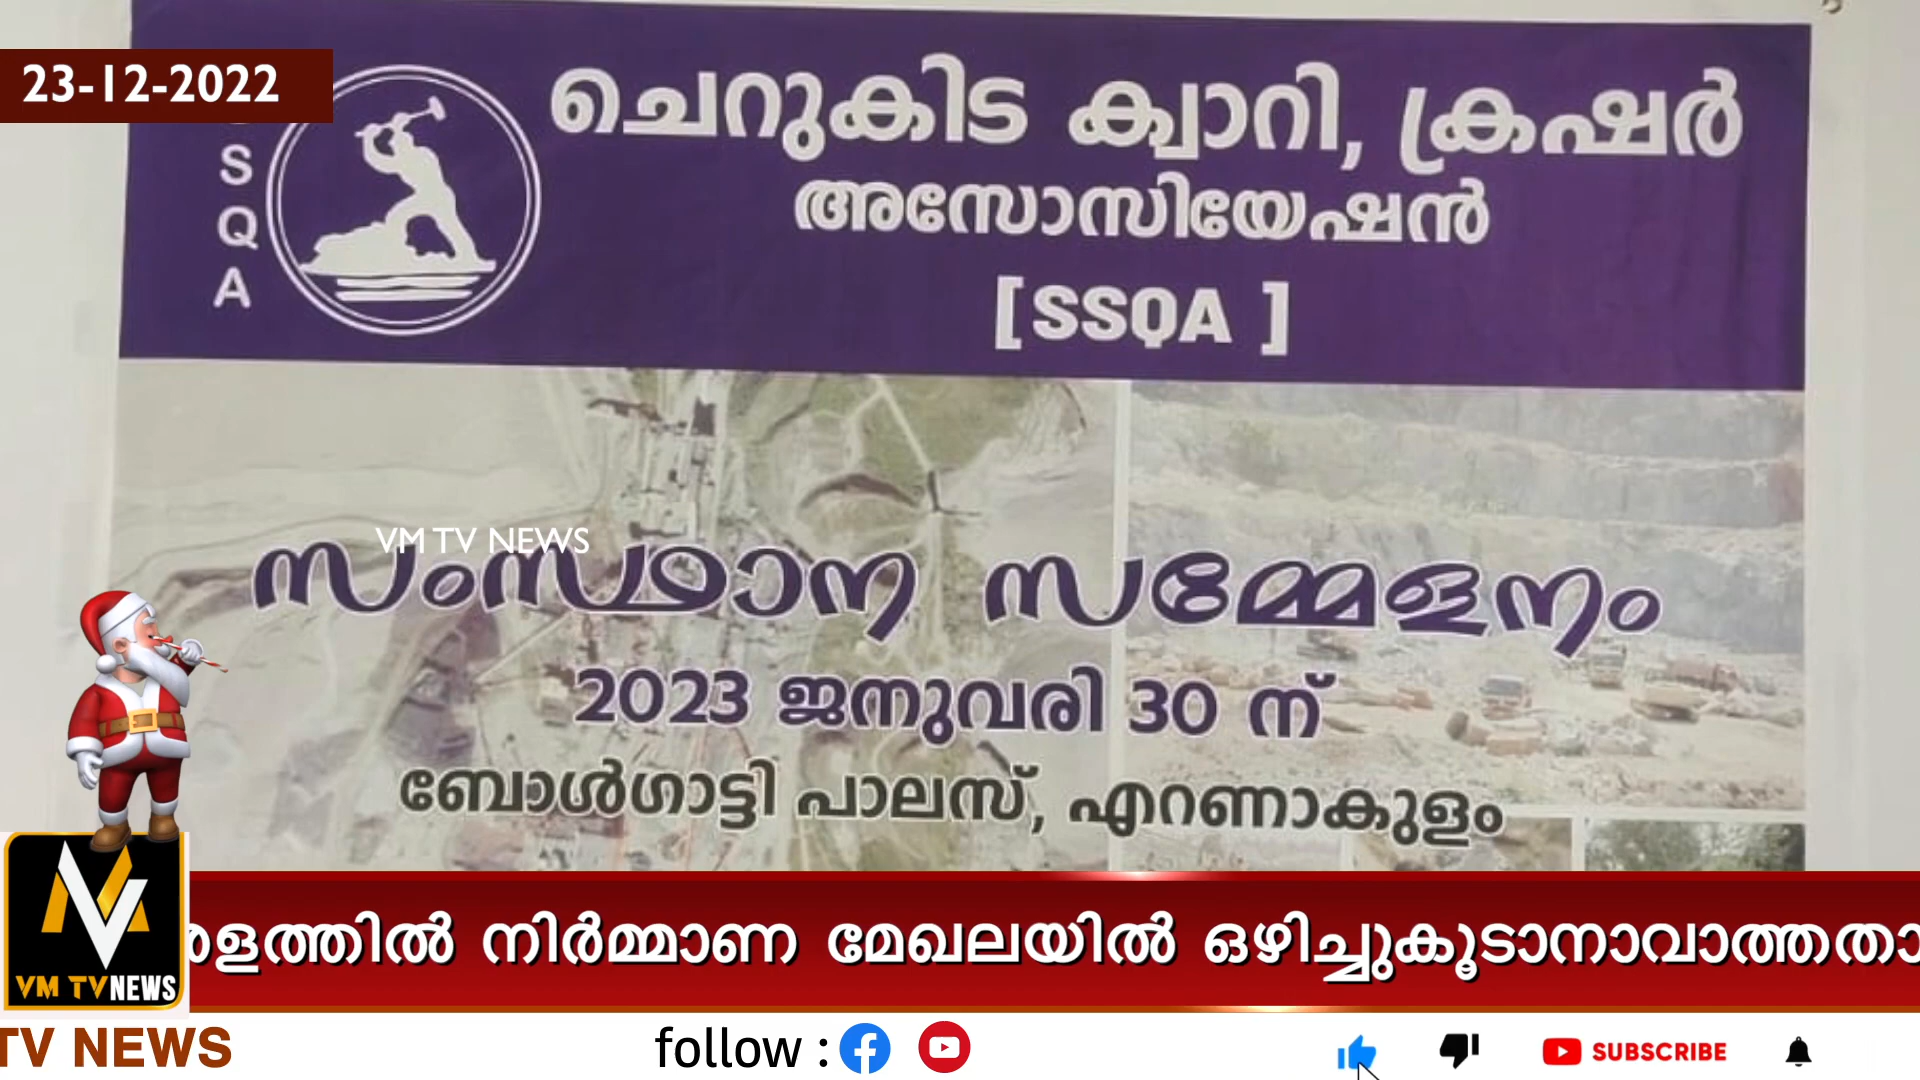 23-12-2022
ചെറുകിട ക്വാറി, ക്രഷർ
അസോസിയേഷൻ
[SSQA ]
S
Q
A
VM TV NEWS
സംസ്ഥാന സമ്മേളനം
2023 ജനുവരി 30 ന്
ബോൾഗാട്ടി പാലസ്, എറണാകുളം
രളത്തിൽ നിർമ്മാണ മേഖലയിൽ ഒഴിച്ചുകൂടാനാവാത്തതാ
VM TV NEWS
TV NEWS
follow :
SUBSCRIBE